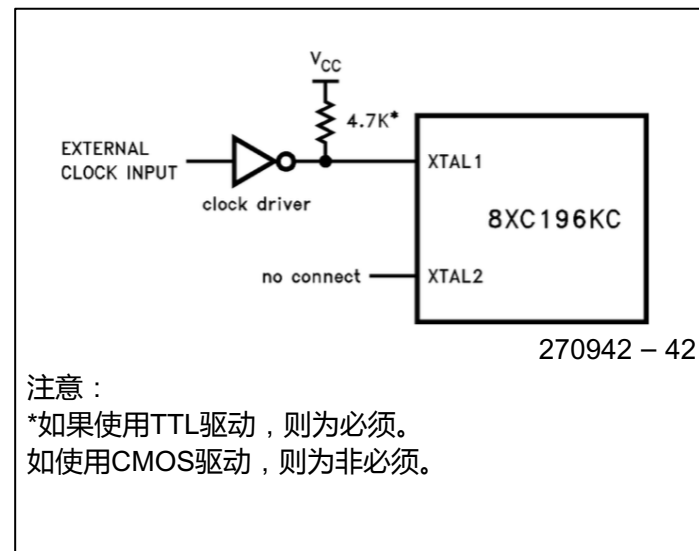 VCC
4.7K*
EXTERNAL
CLOCK INPUT
clock driver
XTAL1
8XC196KC
no connect
XTAL2
270942 – 42
注意：
*如果使用TTL驱动，则为必须。
如使用CMOS驱动，则为非必须。